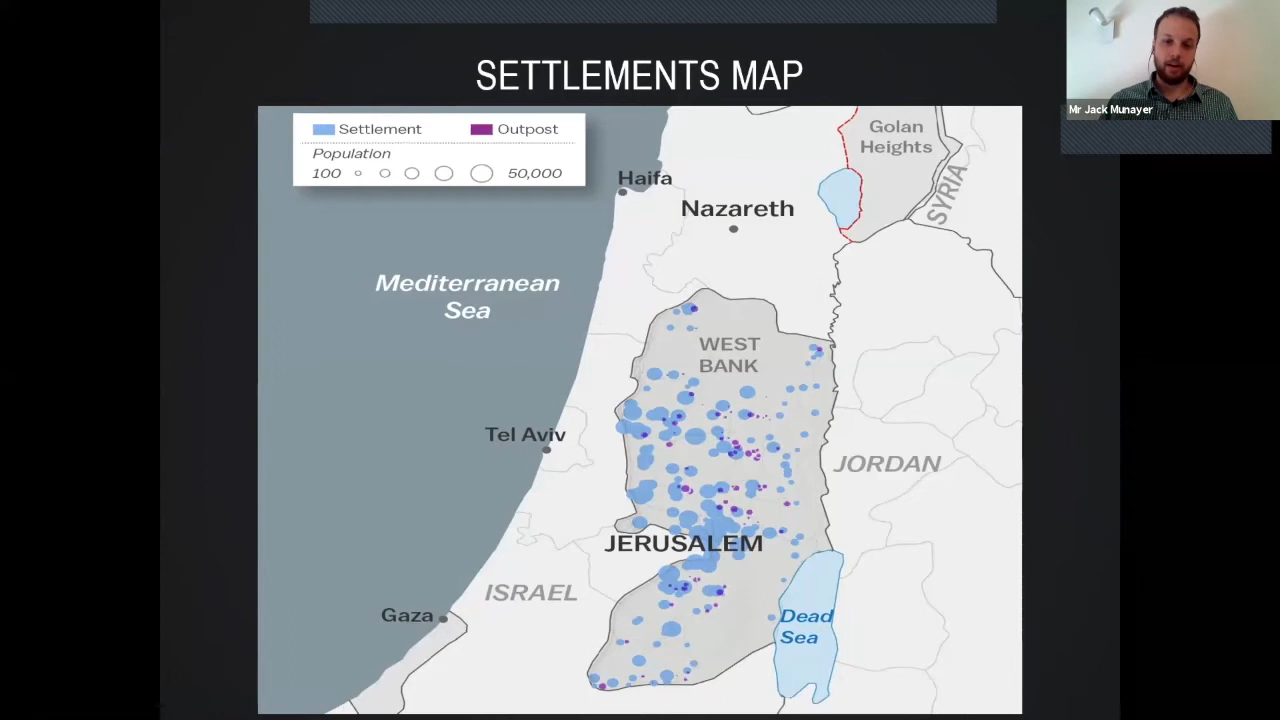 SETTLEMENTS MAP
Mr Jack Munayer
Settlement
Outpost
Population
100
50,000
Golan
Heights
SYRIA
Haifa
Nazareth
Mediterranean
Sea
WEST
BANK
Tel Aviv
JORDAN
JERUSALEM
ISRAEL
Gaza
Dead
Sea